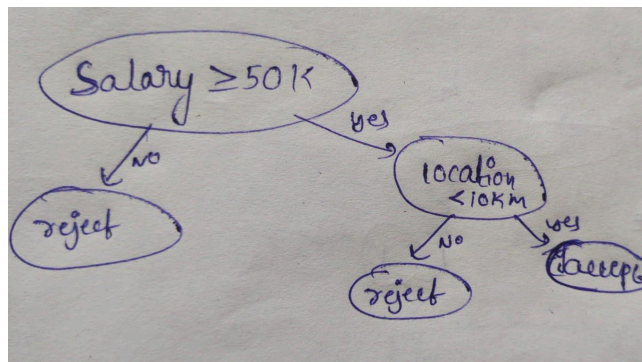 Salary ≥50K
yes
No
location
<10Km
reject
yes
No
accept
reject